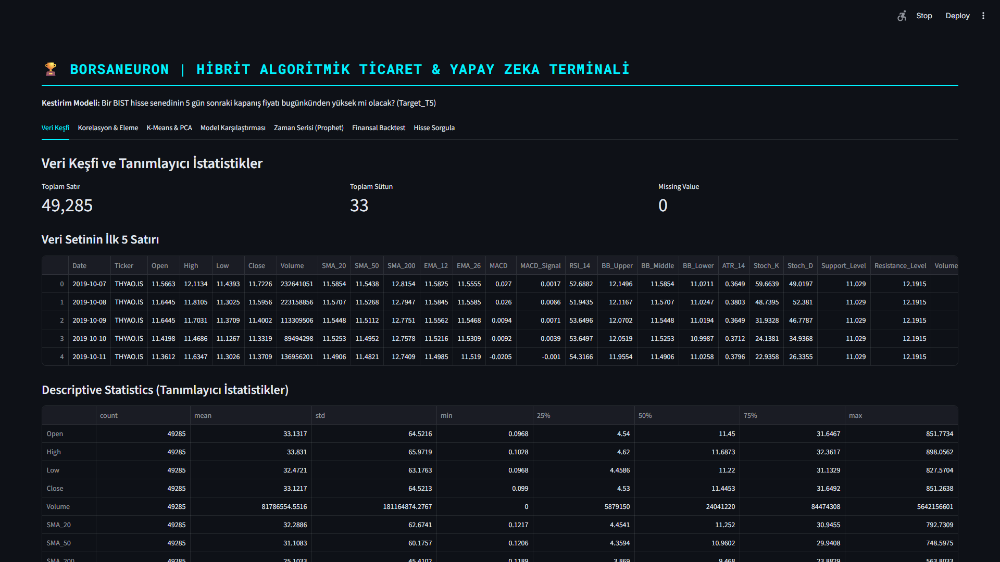 Stop Deploy
BORSANEURON | HİBRİT ALGORİTMİK TİCARET & YAPAY ZEKA TERMİNALİ
Kestirim Modeli: Bir BIST hisse senedinin 5 gün sonraki kapanış fiyatı bugünkünden yüksek mi olacak? (Target_T5)
Veri Keşfi Korelasyon & Eleme K-Means & PCA Model Karşılaştırması Zaman Serisi (Prophet) Finansal Backtest Hisse Sorgula
Veri Keşfi ve Tanımlayıcı İstatistikler
Toplam Satır Toplam Sütun Missing Value
49,285 33 0
Veri Setinin İlk 5 Satırı
Date Ticker Open High Low Close Volume SMA_20 SMA_50 SMA_200 EMA_12 EMA_26 MACD MACD_Signal RSI_14 BB_Upper BB_Middle BB_Lower ATR_14 Stoch_K Stoch_D Support_Level Resistance_Level Volume
0 2019-10-07 THYAO.IS 11.5663 12.1134 11.4393 11.7226 232641051 11.5854 11.5438 12.8154 11.5825 11.5555 0.027 0.0017 52.6882 12.1496 11.5854 11.0211 0.3649 59.6639 49.0197 11.029 12.1915
1 2019-10-08 THYAO.IS 11.6445 11.8105 11.3025 11.5956 223158856 11.5707 11.5268 12.7947 11.5845 11.5585 0.026 0.0066 51.9435 12.1167 11.5707 11.0247 0.3803 48.7395 52.381 11.029 12.1915
2 2019-10-09 THYAO.IS 11.6445 11.7031 11.3709 11.4002 113309506 11.5448 11.5112 12.7751 11.5562 11.5468 0.0094 0.0071 53.6496 12.0702 11.5448 11.0194 0.3649 31.9328 46.7787 11.029 12.1915
3 2019-10-10 THYAO.IS 11.4198 11.4686 11.1267 11.3319 89494298 11.5253 11.4952 12.7578 11.5216 11.5309 -0.0092 0.0039 53.6497 12.0519 11.5253 10.9987 0.3712 24.1381 34.9368 11.029 12.1915
4 2019-10-11 THYAO.IS 11.3612 11.6347 11.3026 11.3709 136956201 11.4906 11.4821 12.7409 11.4985 11.519 -0.0205 -0.001 54.3166 11.9554 11.4906 11.0258 0.3796 22.9358 26.3355 11.029 12.1915
Descriptive Statistics (Tanımlayıcı İstatistikler)
count mean std min 25% 50% 75% max
Open 49285 33.1317 64.5216 0.0968 4.54 11.45 31.6467 851.7734
High 49285 33.831 65.9719 0.1028 4.62 11.6873 32.3617 898.0562
Low 49285 32.4721 63.1763 0.0968 4.4586 11.22 31.1329 827.5704
Close 49285 33.1217 64.5213 0.099 4.53 11.4453 31.6492 851.2638
Volume 49285 81786554.5516 181164874.2767 0 5879150 24041220 84474308 5642156601
SMA_20 49285 32.2886 62.6741 0.1217 4.4541 11.252 30.9455 792.7309
SMA_50 49285 31.1083 60.1757 0.1206 4.3594 10.9602 29.9408 748.5975
SMA_200 49285 25.1033 45.4102 0.1189 3.869 9.468 23.8829 563.8033